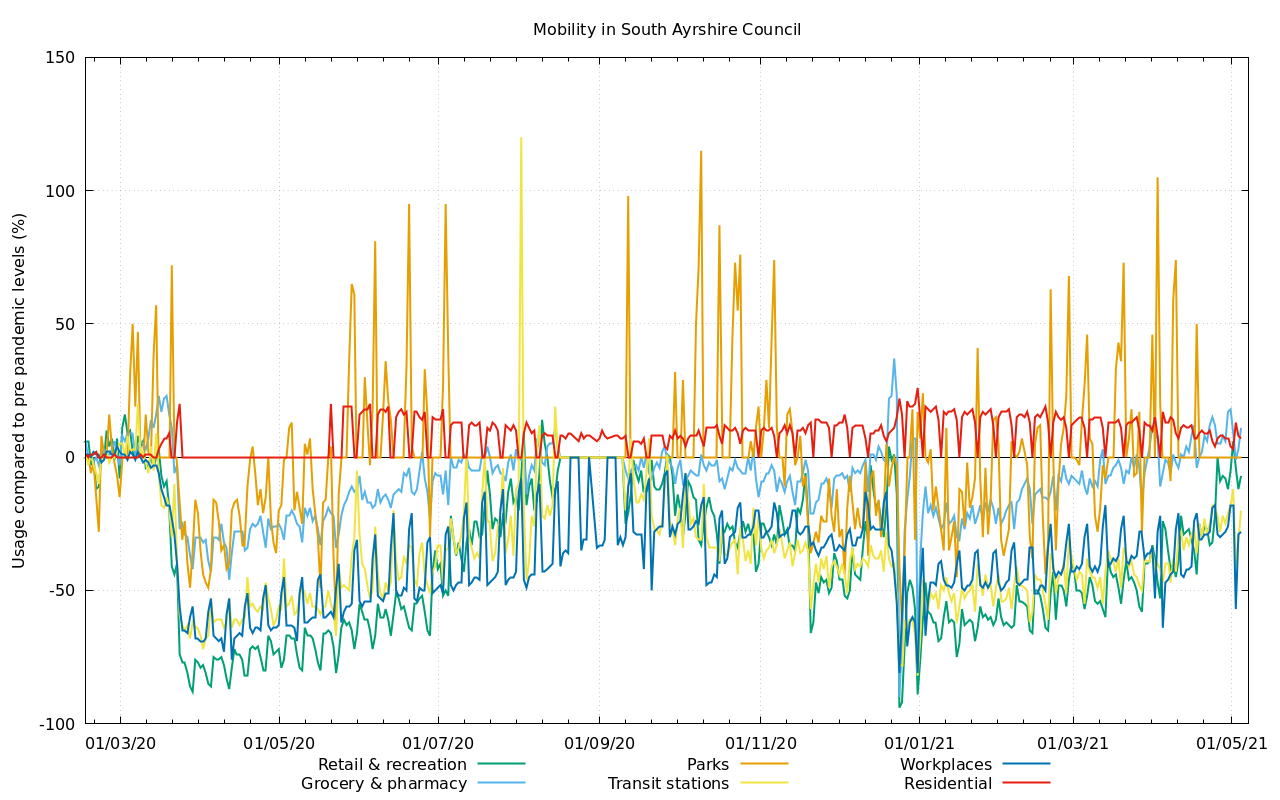 Mobility in South Ayrshire Council
Usage compared to pre pandemic levels (%)
150
100
50
0
-50
-100
01/03/20 01/05/20 01/07/20 01/09/20 01/11/20 01/01/21 01/03/21 01/05/21
Retail & recreation Parks Workplaces
Grocery & pharmacy Transit stations Residential